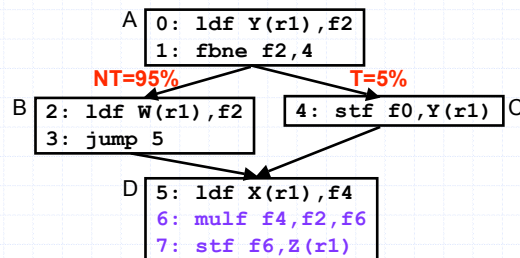 A
0: ldf Y(r1),f2
1: fbne f2,4
NT=95%
T=5%
B
2: ldf W(r1),f2
3: jump 5
4: stf f0,Y(r1)
C
D
5: ldf X(r1),f4
6: mulf f4,f2,f6
7: stf f6,Z(r1)